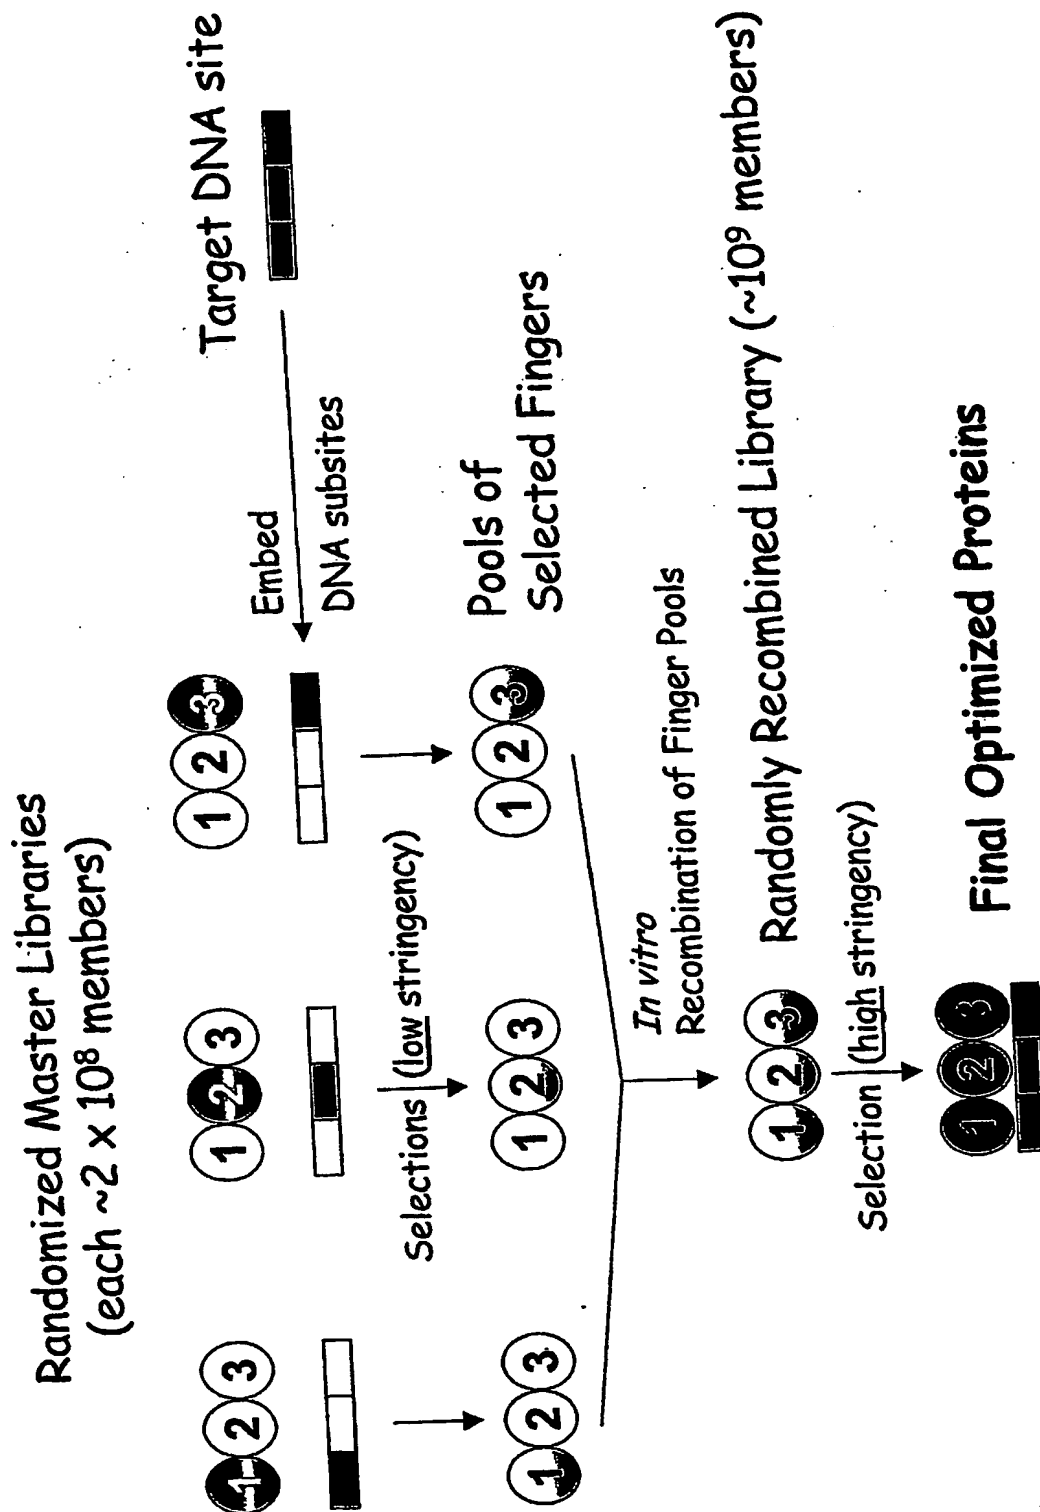 Randomized Master Libraries
(each ~2 x 10⁸ members)
Target DNA site
1 2 3
1 2 3
1 2 3
Embed
DNA subsites
Selections (low stringency)
Pools of
Selected Fingers
1 2 3
1 2 3
1 2 3
In vitro
Recombination of Finger Pools
1 2 3
Randomly Recombined Library (~10⁹ members)
Selection (high stringency)
1 2 3
Final Optimized Proteins